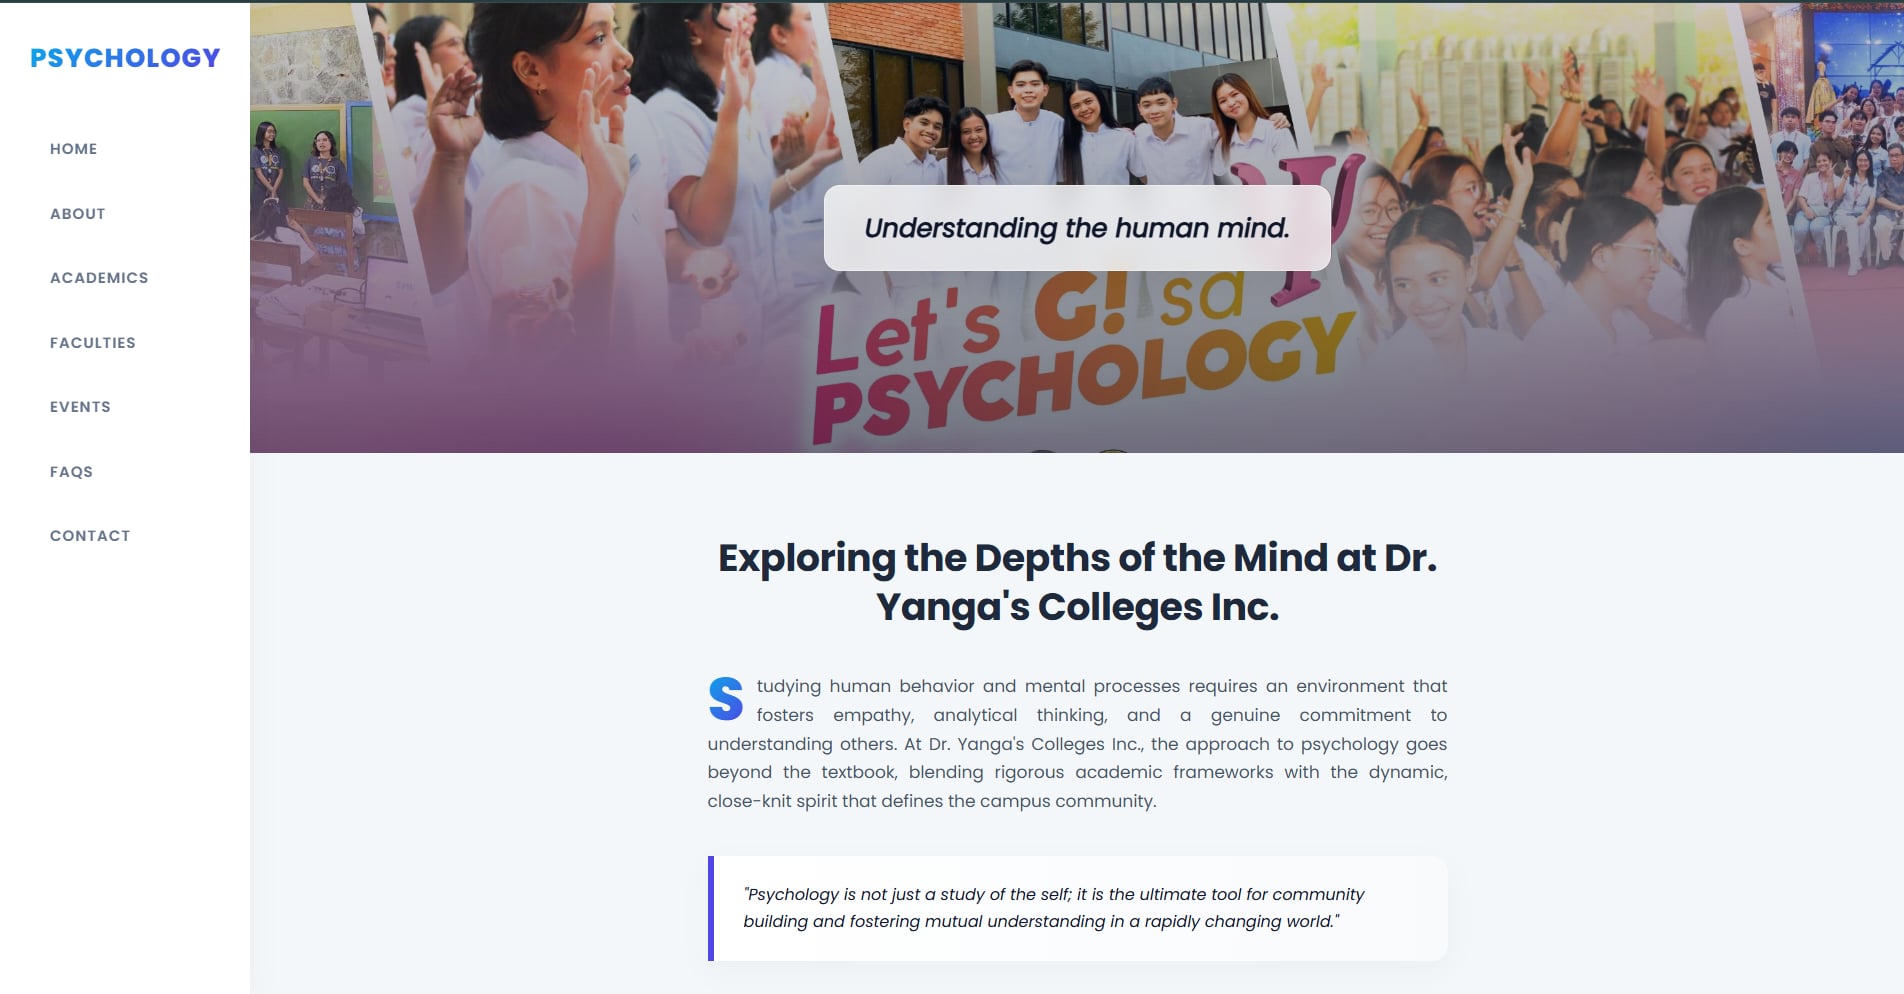 PSYCHOLOGY
HOME
ABOUT
ACADEMICS
FACULTIES
EVENTS
FAQS
CONTACT
Understanding the human mind.
Let's G! sa
PSYCHOLOGY
Exploring the Depths of the Mind at Dr.
Yanga's Colleges Inc.
Studying human behavior and mental processes requires an environment that
fosters empathy, analytical thinking, and a genuine commitment to
understanding others. At Dr. Yanga's Colleges Inc., the approach to psychology goes
beyond the textbook, blending rigorous academic frameworks with the dynamic,
close-knit spirit that defines the campus community.
"Psychology is not just a study of the self; it is the ultimate tool for community
building and fostering mutual understanding in a rapidly changing world."